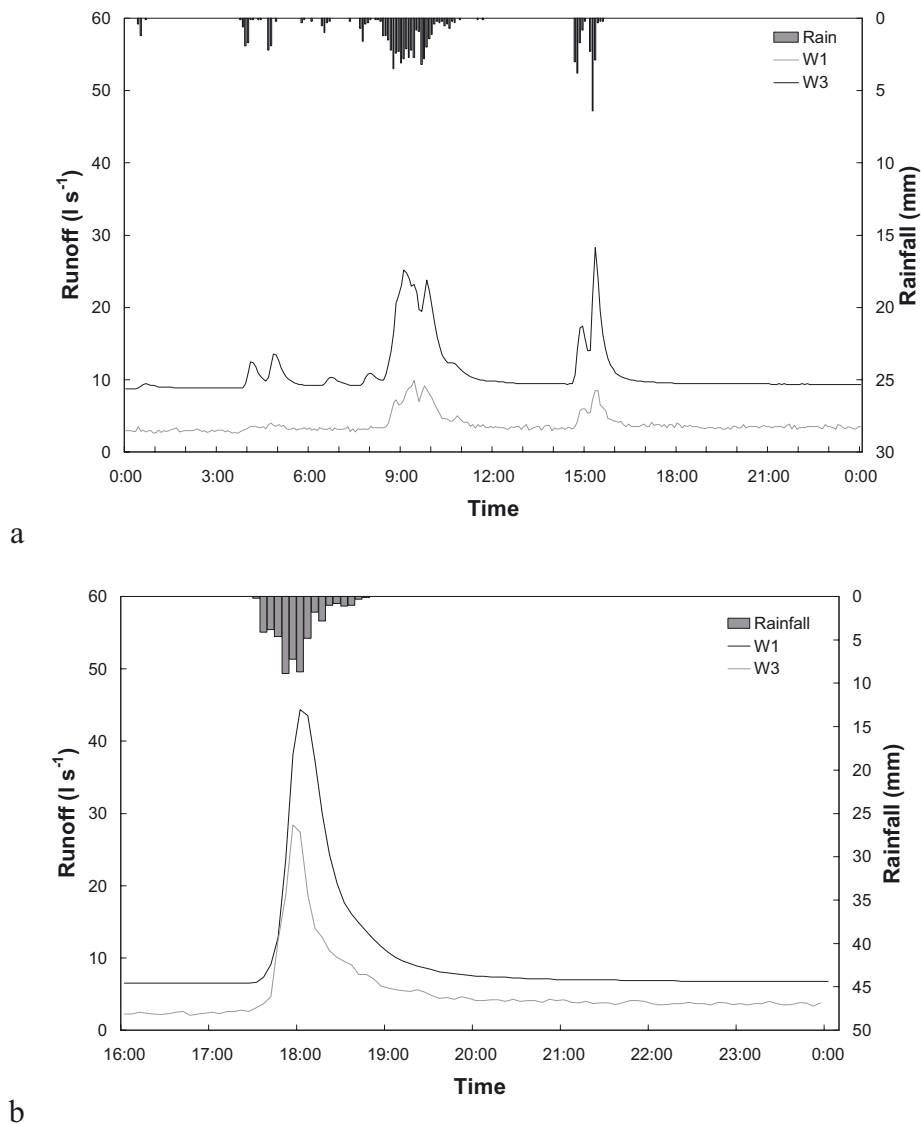 60 0
Rain
W1
W3
50 5
40 10
30 15
20 20
10 25
0 30
Runoff (l s⁻¹)
Rainfall (mm)
0:00 3:00 6:00 9:00 12:00 15:00 18:00 21:00 0:00
Time
a
60 0
Rainfall
W1
W3
50 5
10
40 15
20
30 25
20 30
35
10 40
45
0 50
Runoff (l s⁻¹)
Rainfall (mm)
16:00 17:00 18:00 19:00 20:00 21:00 22:00 23:00 0:00
Time
b